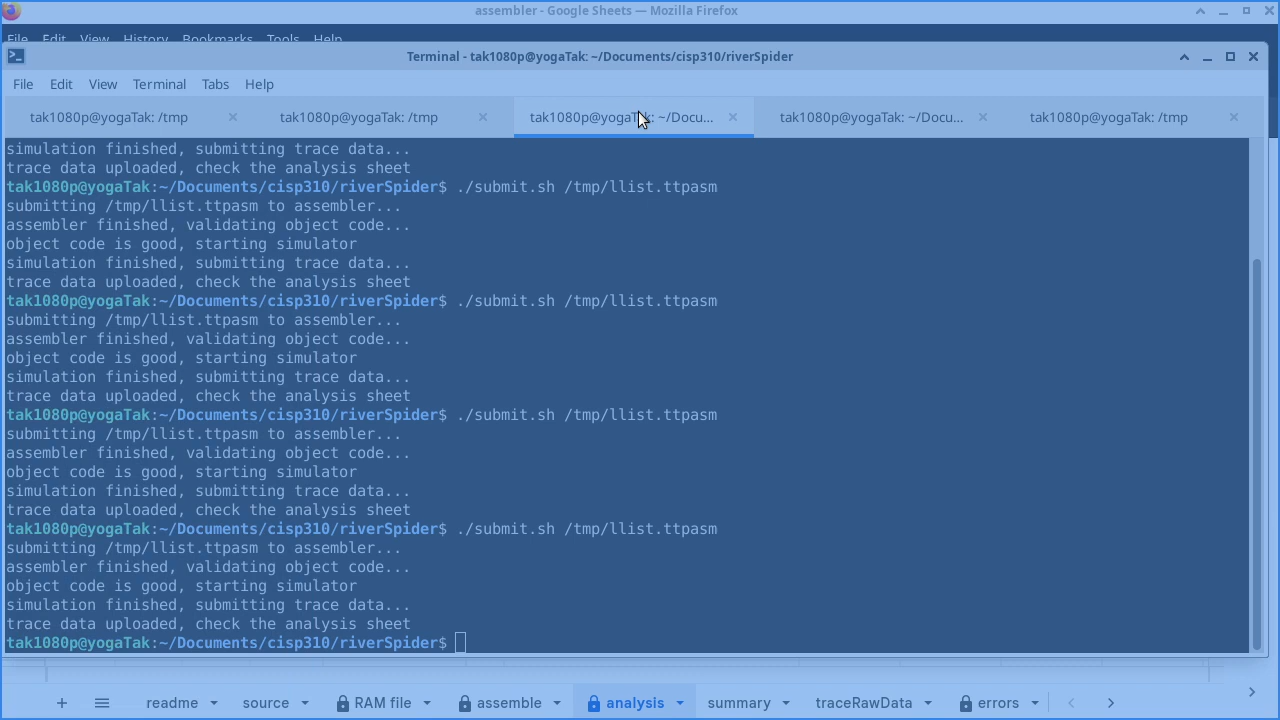 assembler - Google Sheets — Mozilla Firefox
File Edit View History Bookmarks Tools Help
Terminal - tak1080p@yogaTak: ~/Documents/cisp310/riverSpider
File Edit View Terminal Tabs Help
tak1080p@yogaTak: /tmp tak1080p@yogaTak: /tmp tak1080p@yogaTak: ~/Docu... tak1080p@yogaTak: ~/Docu... tak1080p@yogaTak: /tmp
simulation finished, submitting trace data...
trace data uploaded, check the analysis sheet
tak1080p@yogaTak:~/Documents/cisp310/riverSpider$ ./submit.sh /tmp/llist.ttpasm
submitting /tmp/llist.ttpasm to assembler...
assembler finished, validating object code...
object code is good, starting simulator
simulation finished, submitting trace data...
trace data uploaded, check the analysis sheet
tak1080p@yogaTak:~/Documents/cisp310/riverSpider$ ./submit.sh /tmp/llist.ttpasm
submitting /tmp/llist.ttpasm to assembler...
assembler finished, validating object code...
object code is good, starting simulator
simulation finished, submitting trace data...
trace data uploaded, check the analysis sheet
tak1080p@yogaTak:~/Documents/cisp310/riverSpider$ ./submit.sh /tmp/llist.ttpasm
submitting /tmp/llist.ttpasm to assembler...
assembler finished, validating object code...
object code is good, starting simulator
simulation finished, submitting trace data...
trace data uploaded, check the analysis sheet
tak1080p@yogaTak:~/Documents/cisp310/riverSpider$ ./submit.sh /tmp/llist.ttpasm
submitting /tmp/llist.ttpasm to assembler...
assembler finished, validating object code...
object code is good, starting simulator
simulation finished, submitting trace data...
trace data uploaded, check the analysis sheet
tak1080p@yogaTak:~/Documents/cisp310/riverSpider$
readme source RAM file assemble analysis summary traceRawData errors